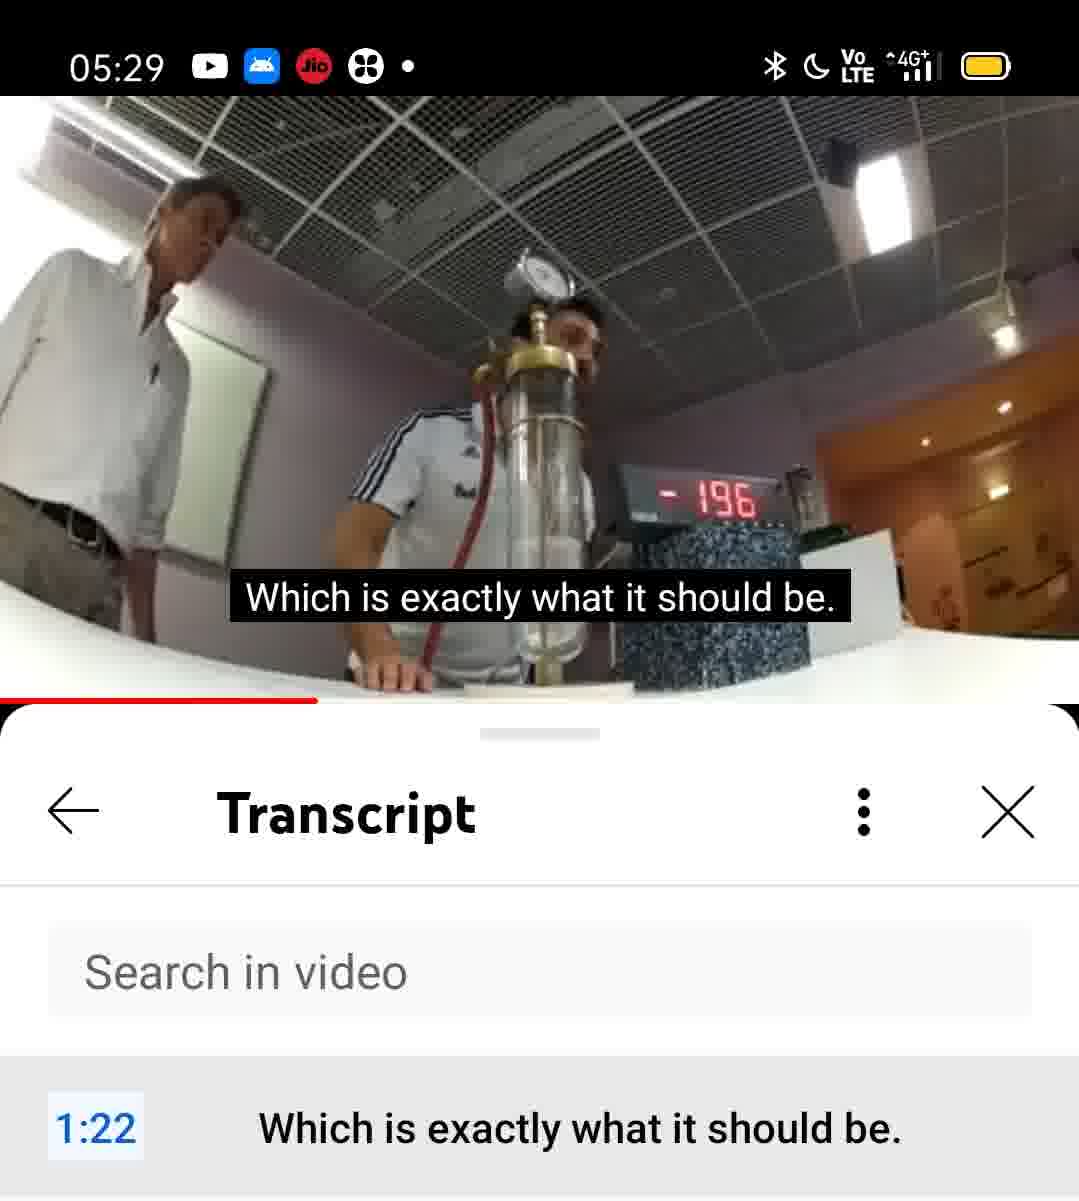 05:29
Jio
Vo
LTE
4G+
- 196
Which is exactly what it should be.
Transcript
Search in video
1:22
Which is exactly what it should be.